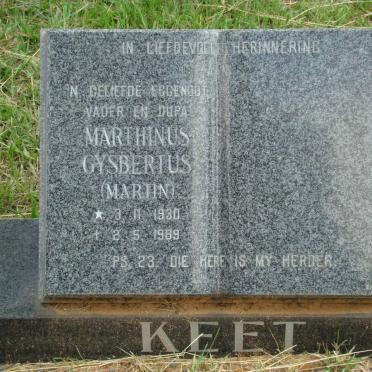 IN LIEFDEVOLLE HERINNERING
'N GELIEFDE EGGENOOT
VADER EN OUPA
MARTHINUS
GYSBERTUS
(MARTIN)
★ 3. 11. 1930
✝ 2. 5. 1989
PS. 23. DIE HERE IS MY HERDER
KEET